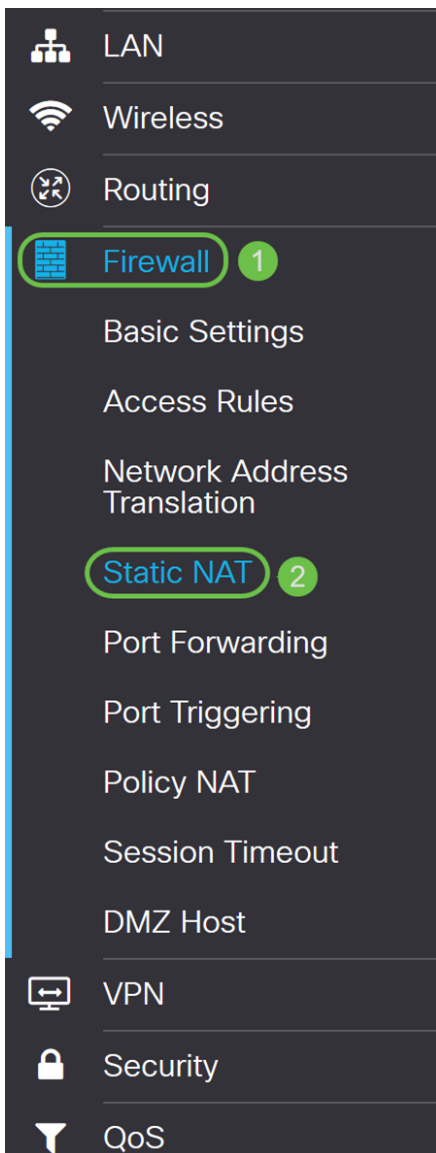 LAN
Wireless
Routing
Firewall 1
Basic Settings
Access Rules
Network Address
Translation
Static NAT 2
Port Forwarding
Port Triggering
Policy NAT
Session Timeout
DMZ Host
VPN
Security
QoS